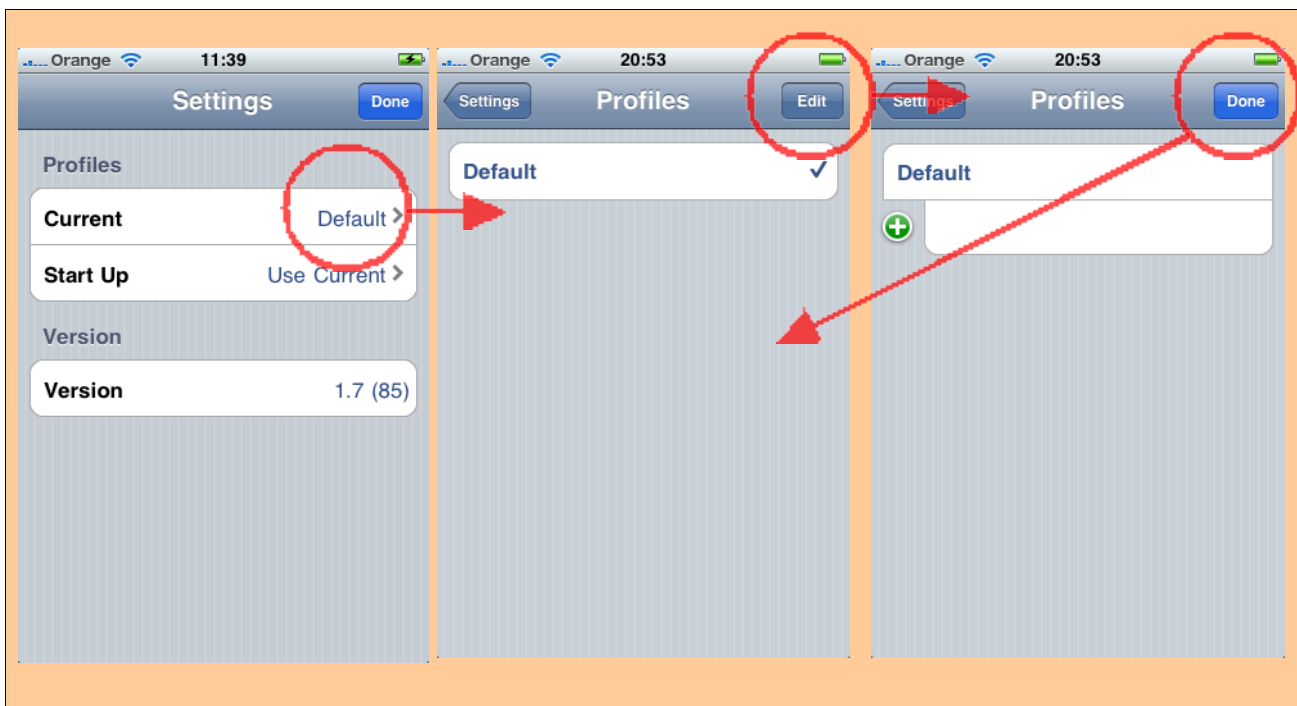 Orange 11:39
Settings Done
Profiles
Current Default
Start Up Use Current
Version
Version 1.7 (85)
Orange 20:53
Settings Profiles Edit
Default
Orange 20:53
Settings Profiles Done
Default